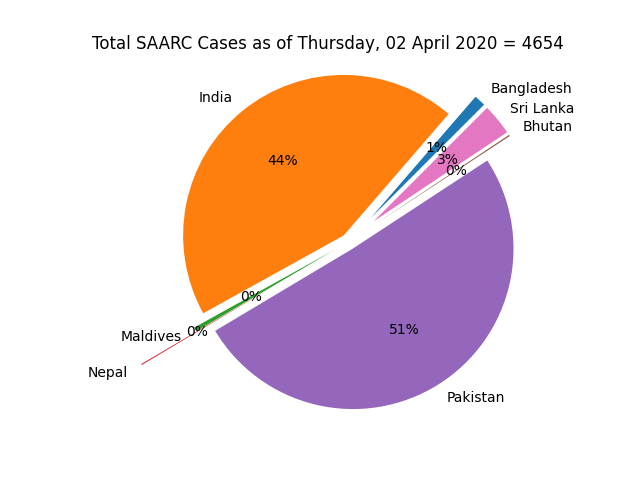 Total SAARC Cases as of Thursday, 02 April 2020 = 4654
Bangladesh
India
Sri Lanka
Bhutan
1%
44%
3%
0%
0%
0%
51%
Maldives
Nepal
Pakistan